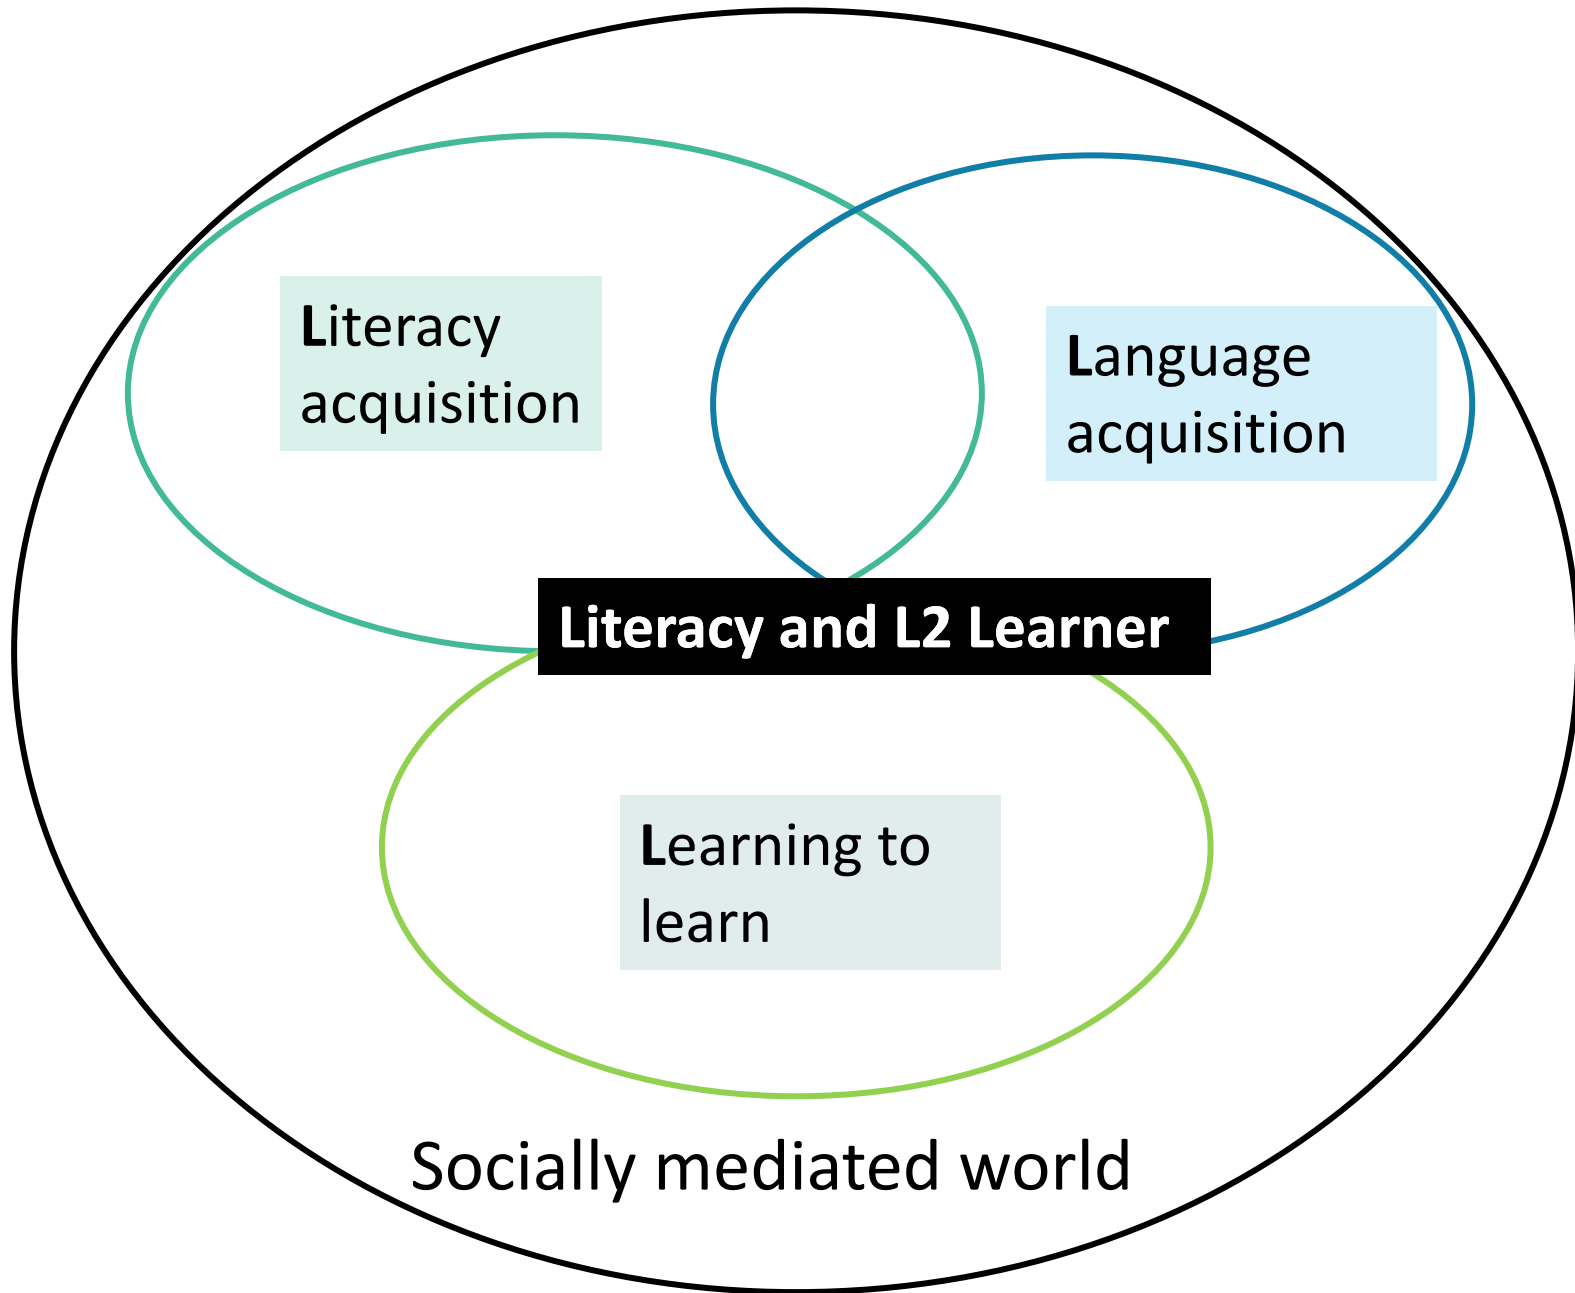 Literacy
acquisition
Language
acquisition
Literacy and L2 Learner
Learning to
learn
Socially mediated world